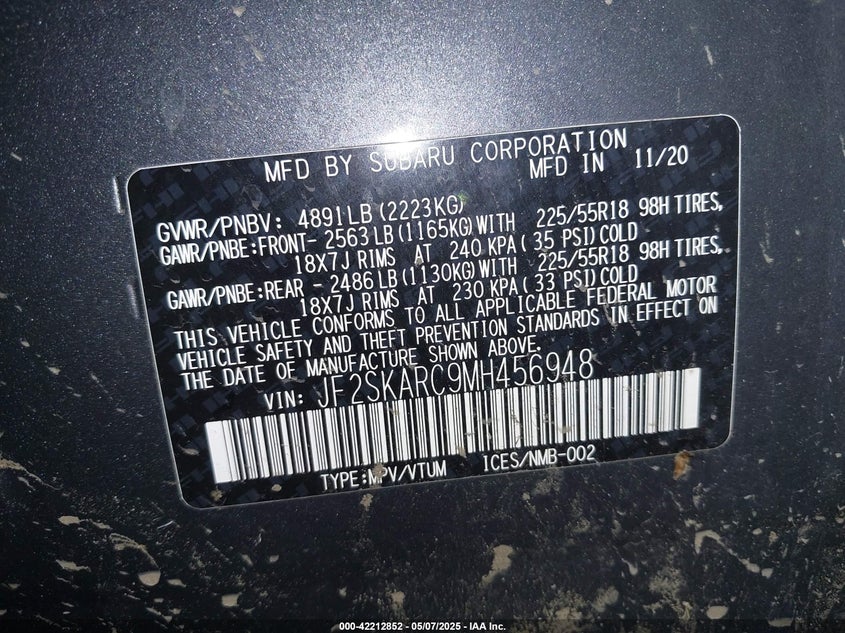 MFD BY SUBARU CORPORATION
MFD IN 11/20
GVWR/PNBV: 4891LB (2223KG)
GAWR/PNBE:FRONT- 2563 LB (1165KG) WITH 225/55R18 98H TIRES,
18X7J RIMS AT 240 KPA ( 35 PSI) COLD
GAWR/PNBE:REAR - 2486 LB (1130KG) WITH 225/55R18 98H TIRES,
18X7J RIMS AT 230 KPA ( 33 PSI) COLD
THIS VEHICLE CONFORMS TO ALL APPLICABLE FEDERAL MOTOR
VEHICLE SAFETY AND THEFT PREVENTION STANDARDS IN EFFECT ON
THE DATE OF MANUFACTURE SHOWN ABOVE.
VIN: JF2SKARC9MH456948
TYPE:MPV/VTUM ICES/NMB-002
000-42212852 - 05/07/2025 - IAA Inc.